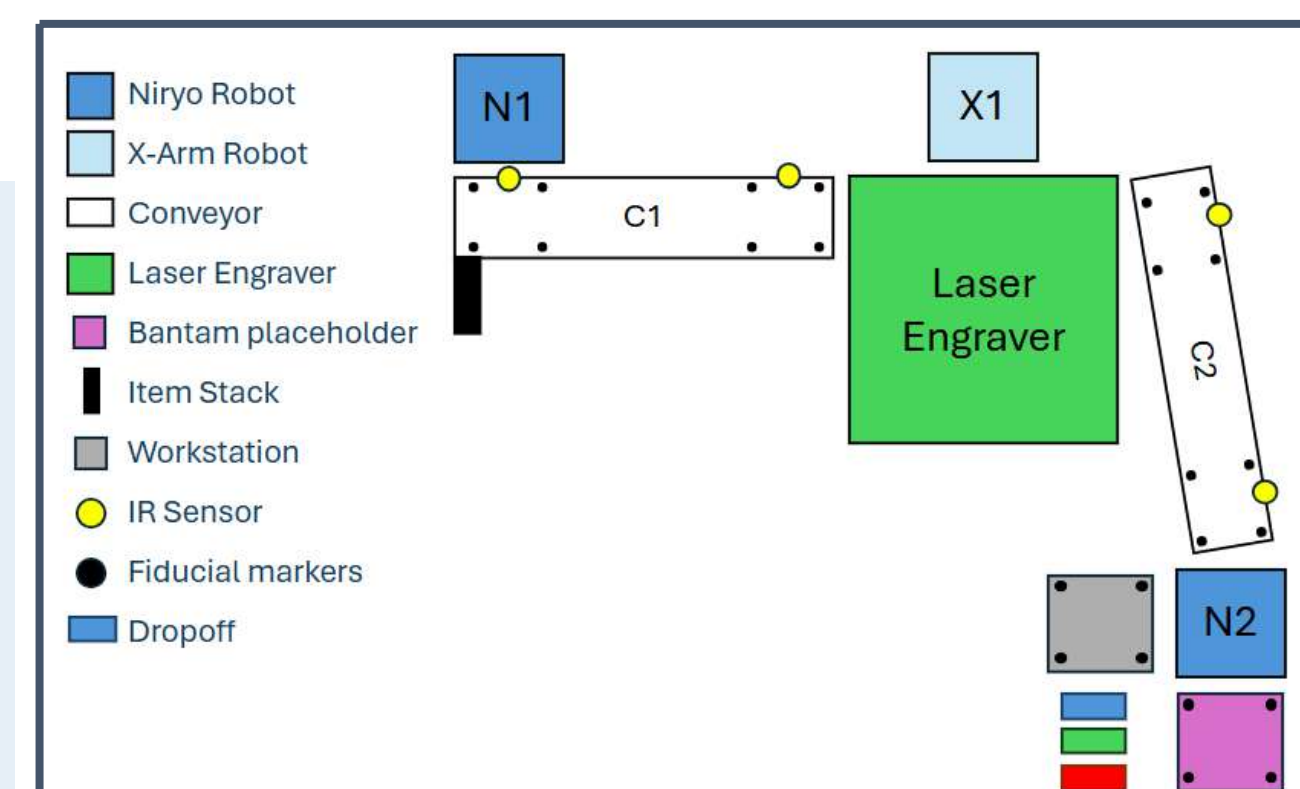 Niryo Robot
X-Arm Robot
Conveyor
Laser Engraver
Bantam placeholder
Item Stack
Workstation
IR Sensor
Fiducial markers
Dropoff
N1
X1
C1
Laser
Engraver
C2
N2